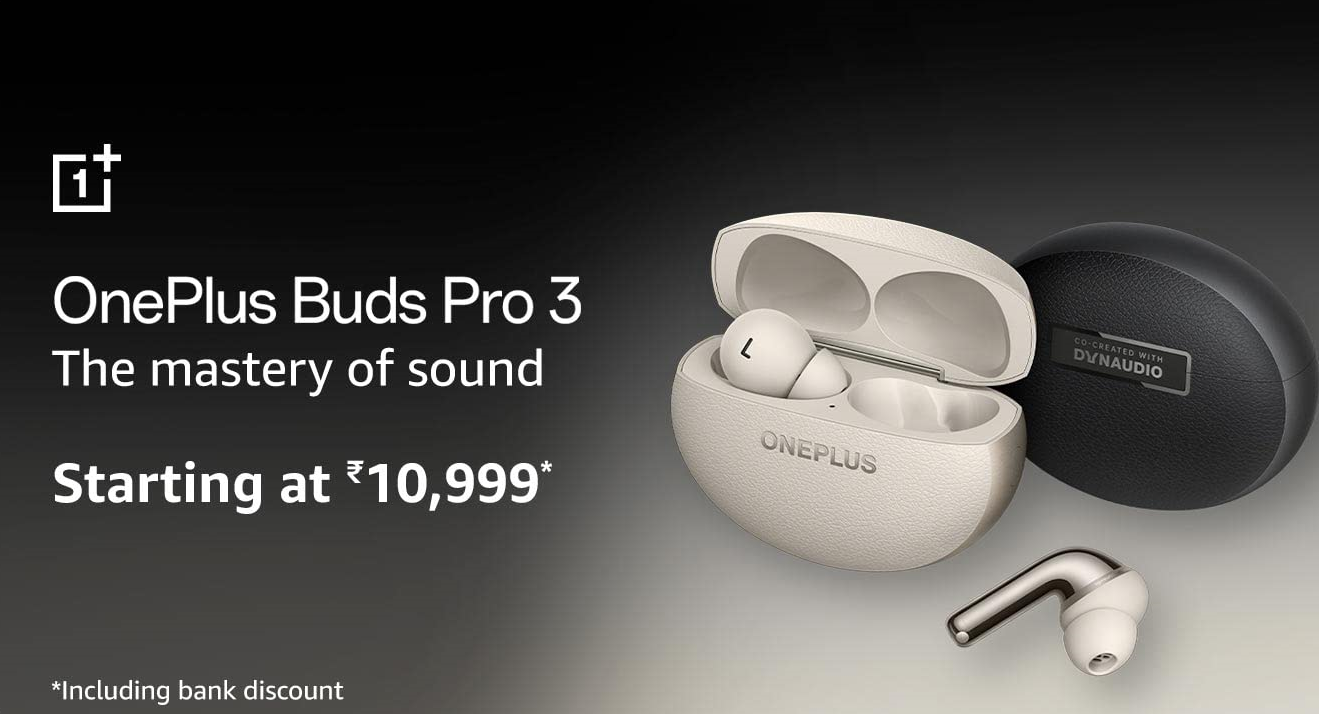 1+
OnePlus Buds Pro 3
The mastery of sound
Starting at ₹10,999*
*Including bank discount
L
ONEPLUS
CO-CREATED WITH
DYNAUDIO